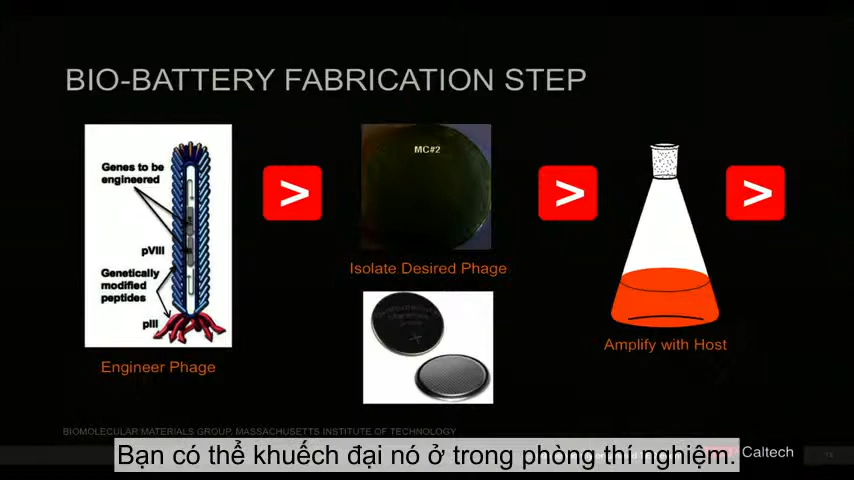 BIO-BATTERY FABRICATION STEP
Genes to be
engineered
pVIII
Genetically
modified
peptides
pIII
Engineer Phage
>
MC#2
Isolate Desired Phage
>
Amplify with Host
>
BIOMOLECULAR MATERIALS GROUP, MASSACHUSETTS INSTITUTE OF TECHNOLOGY
Bạn có thể khuếch đại nó ở trong phòng thí nghiệm.
Caltech